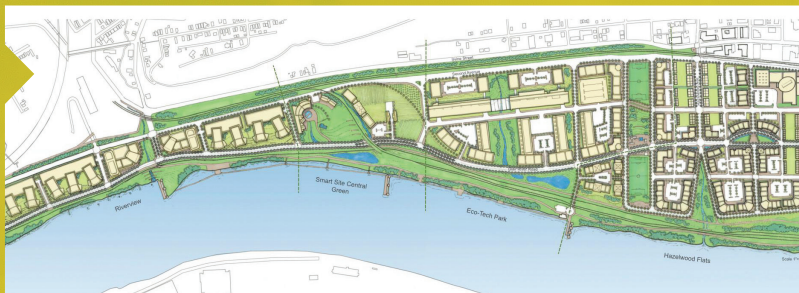 Riverview
Smart Site Central
Green
Eco-Tech Park
Hazelwood Flats